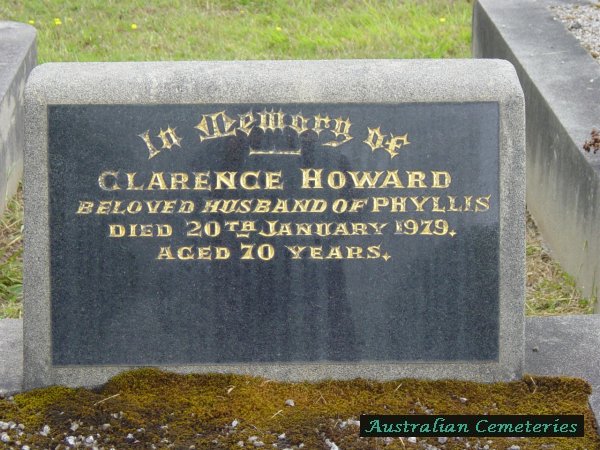 In Memory of
CLARENCE HOWARD
BELOVED HUSBAND OF PHYLLIS
DIED 20TH JANUARY 1979.
AGED 70 YEARS.
Australian Cemeteries